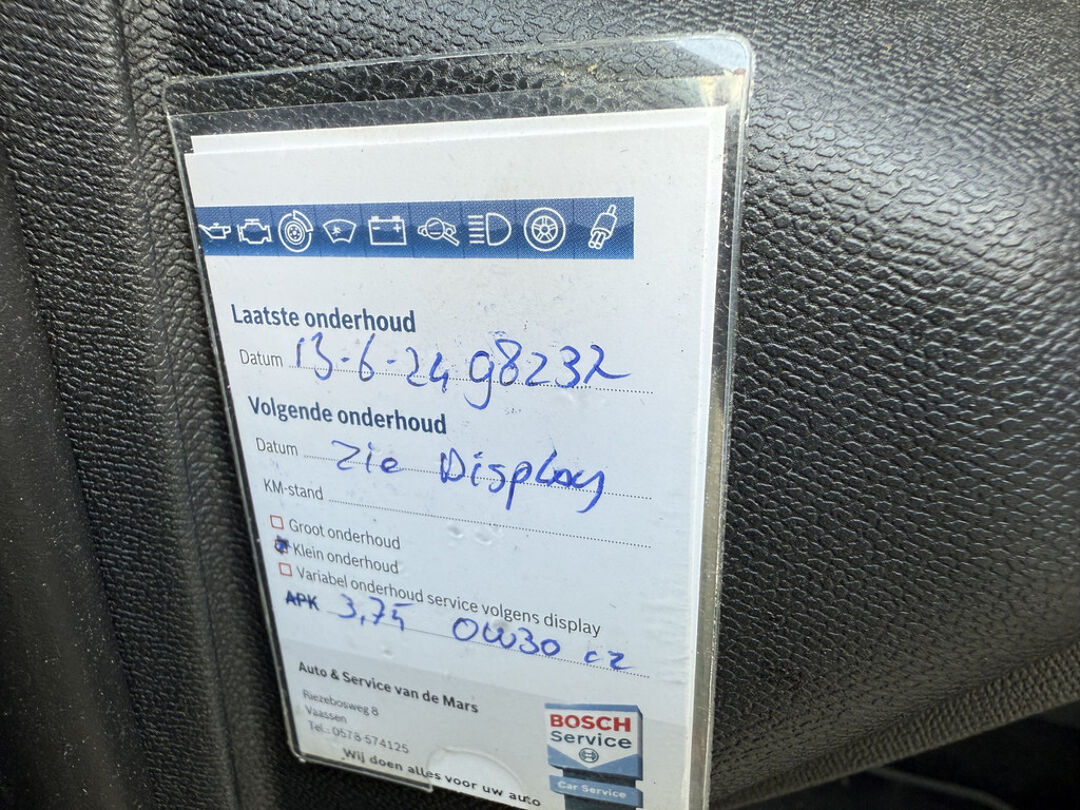 Laatste onderhoud
Datum 13-6-24 98232
Volgende onderhoud
Datum Zie Display
KM-stand
Groot onderhoud
Klein onderhoud
Variabel onderhoud service volgens display
APK 3,75 0W30 cz
Auto & Service van de Mars
Riezebosweg 8
Vaassen
Tel.: 0578-574125
Wij doen alles voor uw auto
BOSCH
Service
Car Service